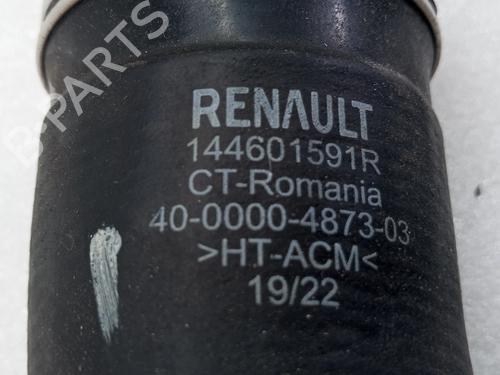 B-PARTS
RENAULT
144601591R
CT-Romania
40-0000-4873-03
>HT-ACM<
19/22